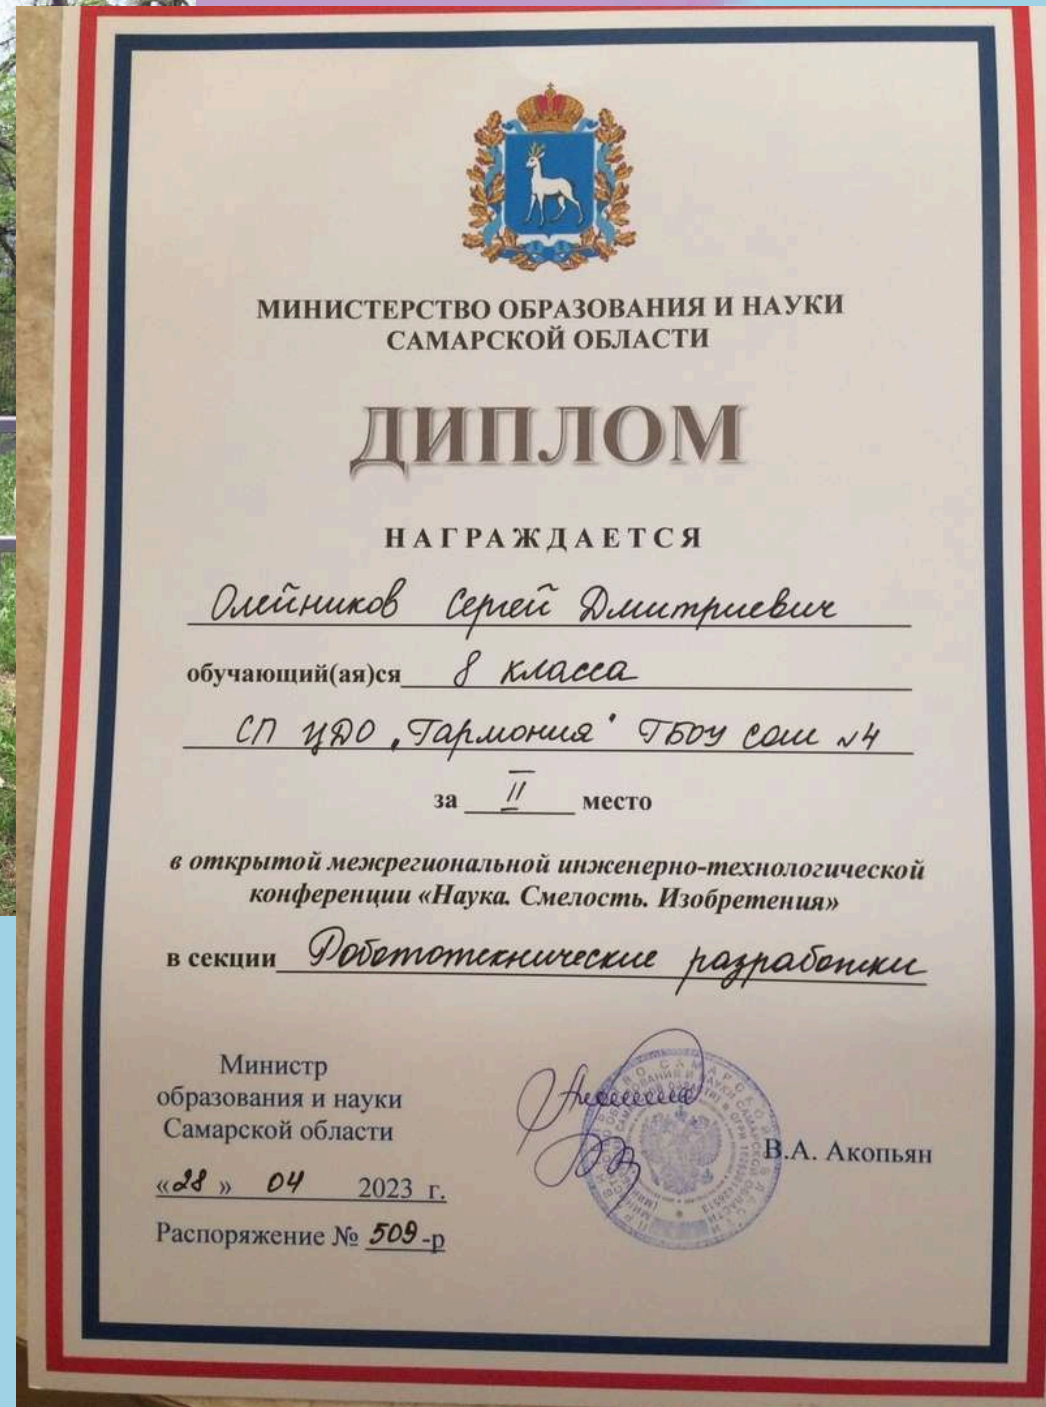 МИНИСТЕРСТВО ОБРАЗОВАНИЯ И НАУКИ
САМАРСКОЙ ОБЛАСТИ
ДИПЛОМ
НАГРАЖДАЕТСЯ
Олейников Сергей Дмитриевич
обучающий(ая)ся 8 класса
СП ЦДО „Гармония" ГБОУ СОШ №4
за II место
в открытой межрегиональной инженерно-технологической
конференции «Наука. Смелость. Изобретения»
в секции Робототехнические разработки
Министр
образования и науки
Самарской области
В.А. Акопьян
«28» 04 2023 г.
Распоряжение № 509-р